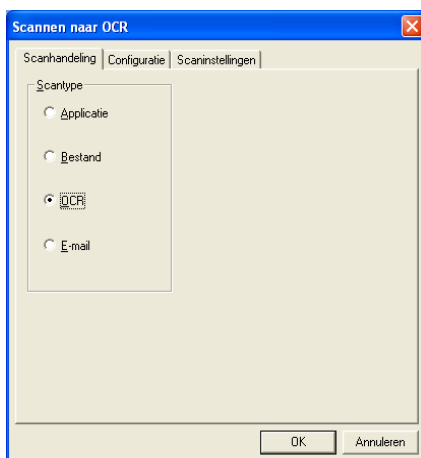 Scannen naar OCR
Scanhandeling Configuratie Scaninstellingen
Scantype
Applicatie
Bestand
OCR
E-mail
OK Annuleren